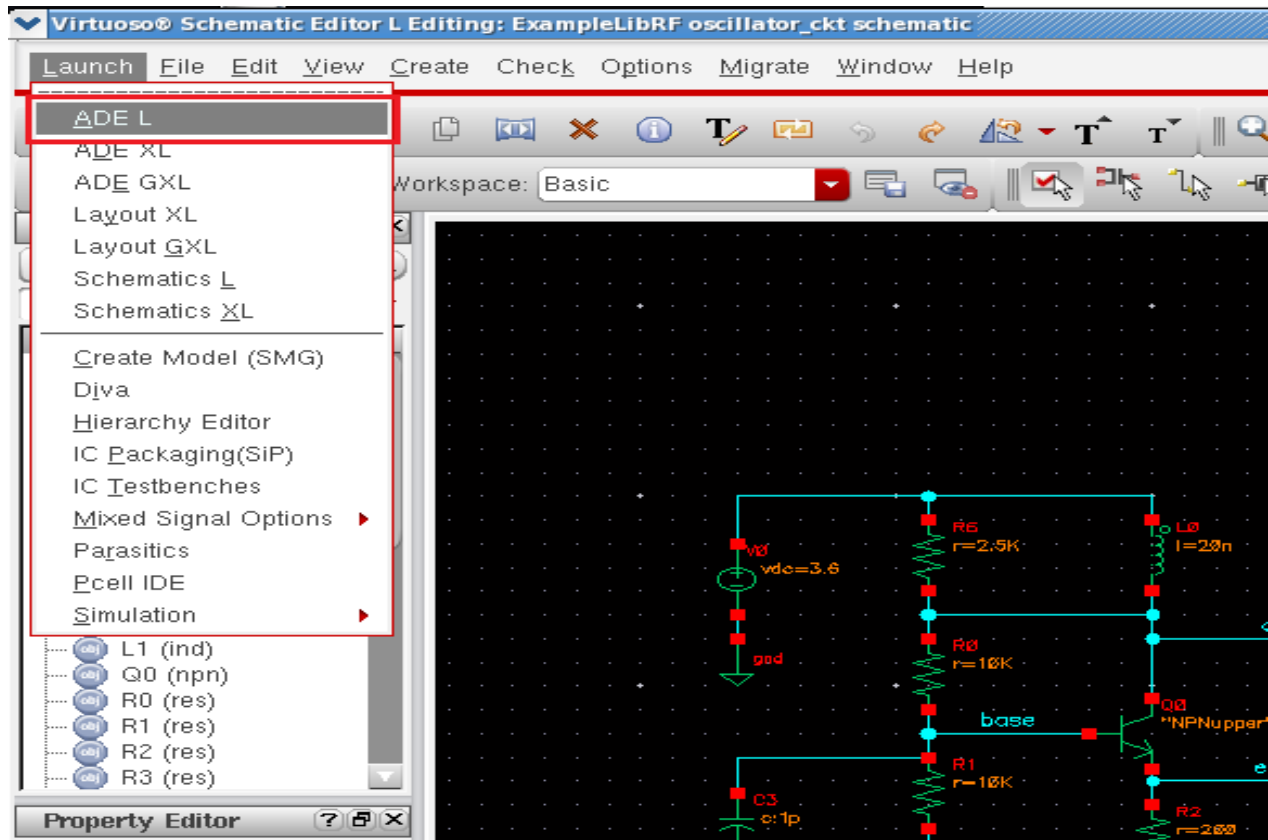 Virtuoso® Schematic Editor L Editing: ExampleLibRF oscillator_ckt schematic
Launch File Edit View Create Check Options Migrate Window Help
ADE L
ADE XL
ADE GXL
Layout XL
Layout GXL
Schematics L
Schematics XL
Create Model (SMG)
Diva
Hierarchy Editor
IC Packaging(SiP)
IC Testbenches
Mixed Signal Options
Parasitics
Pcell IDE
Simulation
Workspace: Basic
L1 (ind)
Q0 (npn)
R0 (res)
R1 (res)
R2 (res)
R3 (res)
Property Editor
R6
r=2.5K
L0
l=20n
V0
vdc=3.6
gnd
R0
r=10K
base
Q0
"NPNupper"
R1
r=10K
e
C3
c:1p
R2
r=200